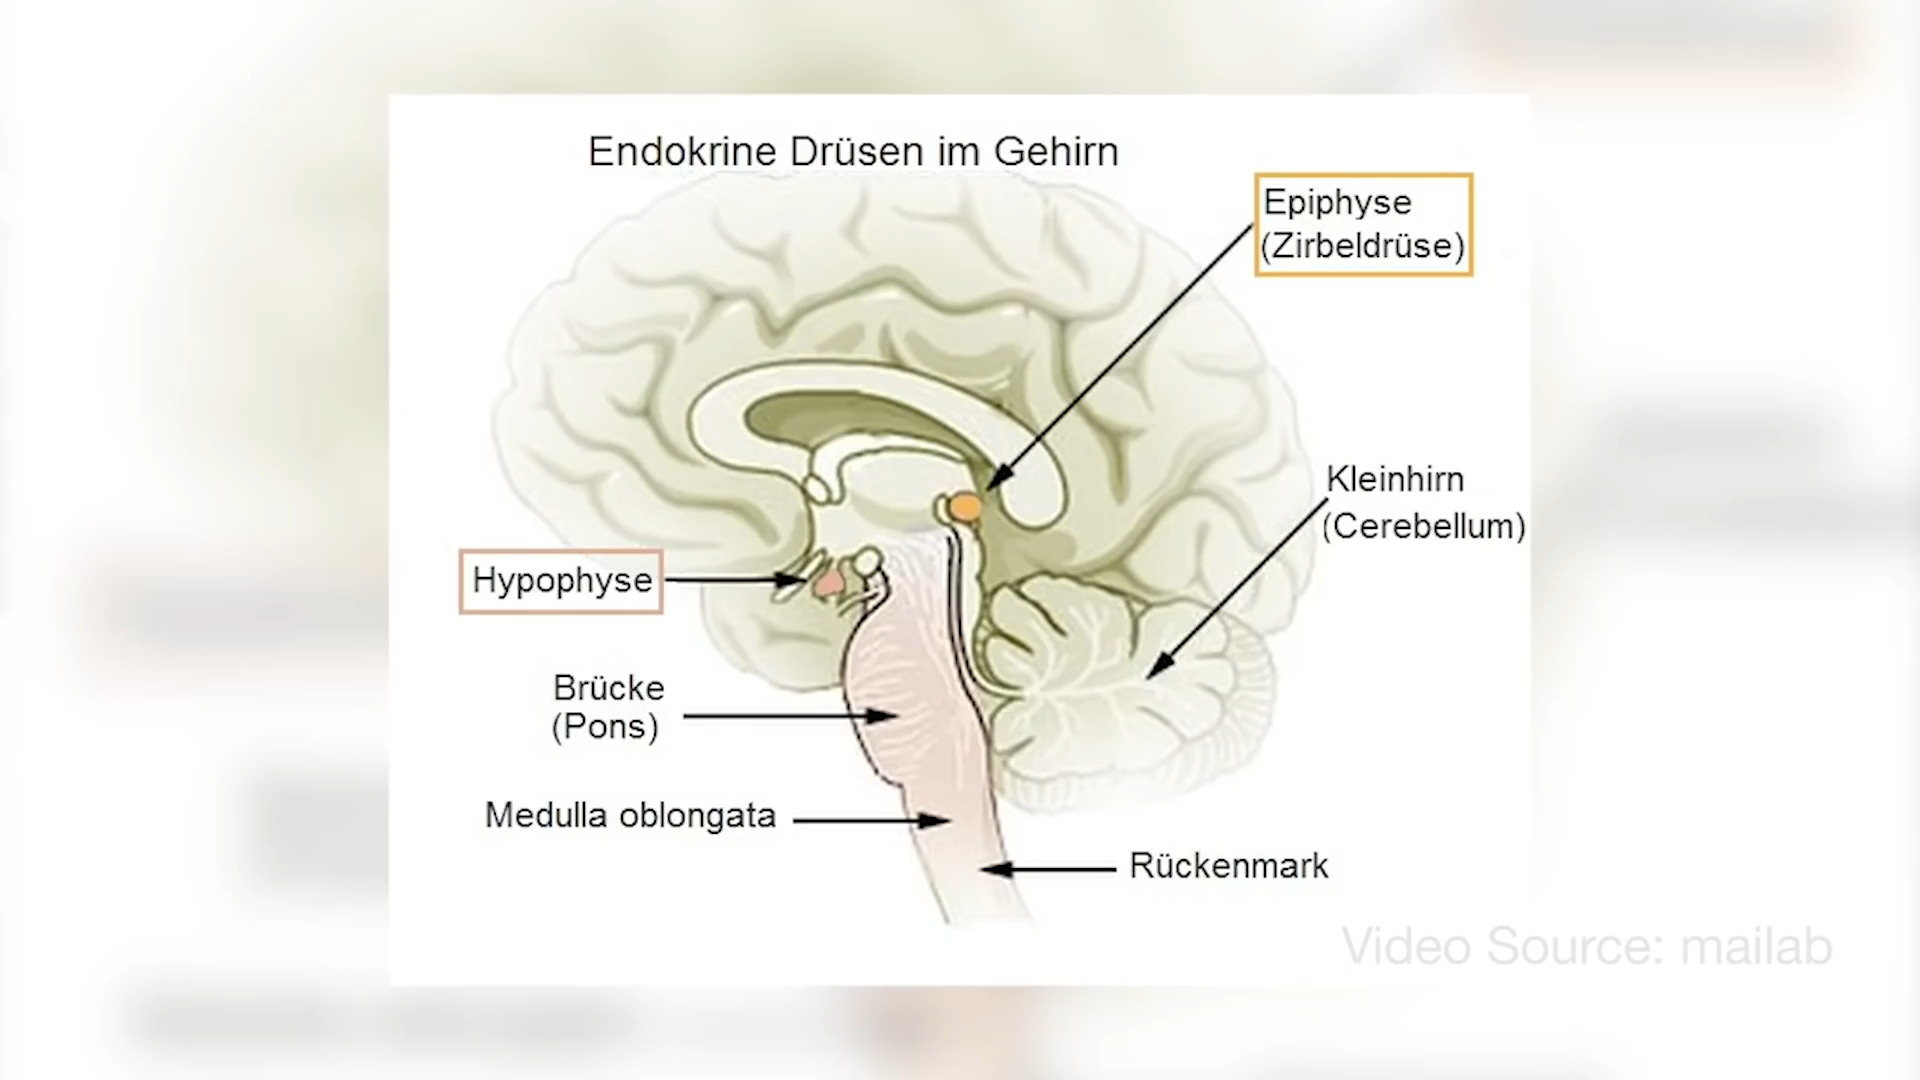 Endokrine Drüsen im Gehirn
Epiphyse
(Zirbeldrüse)
Kleinhirn
(Cerebellum)
Hypophyse
Brücke
(Pons)
Medulla oblongata
Rückenmark
Video Source: mailab